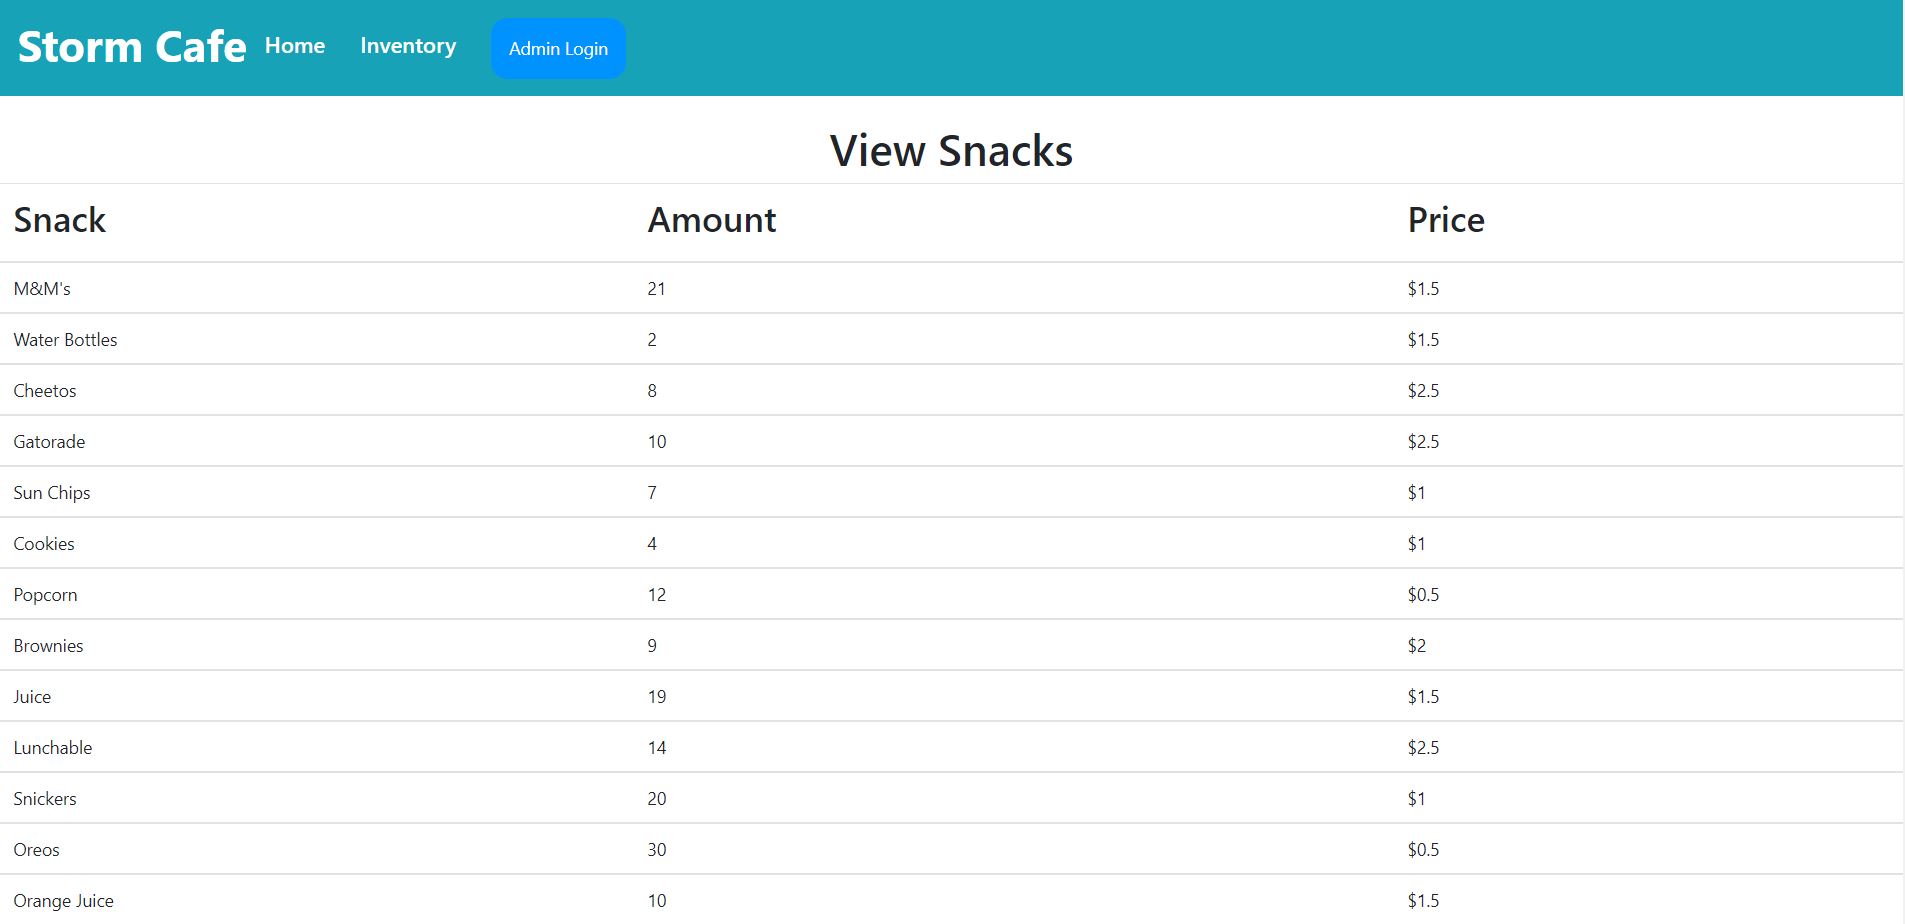 Storm Cafe Home Inventory Admin Login
View Snacks
Snack Amount Price
M&M's 21 $1.5
Water Bottles 2 $1.5
Cheetos 8 $2.5
Gatorade 10 $2.5
Sun Chips 7 $1
Cookies 4 $1
Popcorn 12 $0.5
Brownies 9 $2
Juice 19 $1.5
Lunchable 14 $2.5
Snickers 20 $1
Oreos 30 $0.5
Orange Juice 10 $1.5